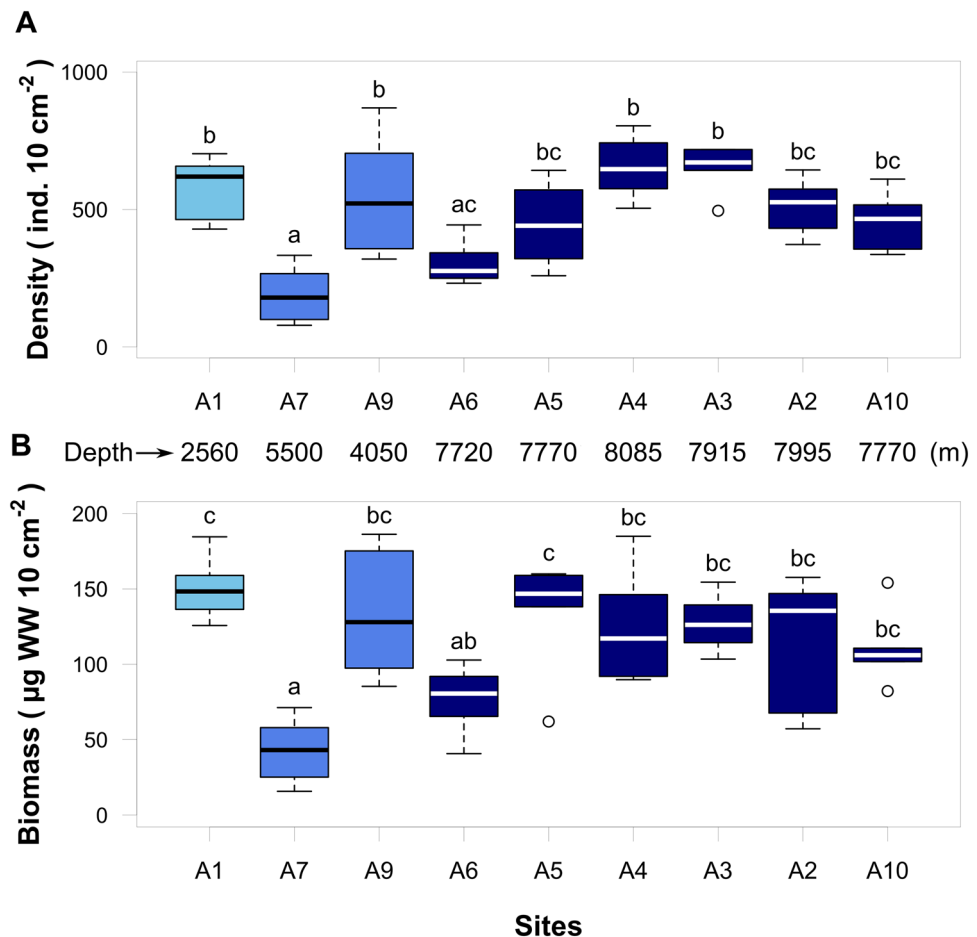 A
Density ( ind. 10 cm⁻²)
1000
500
0
b
a
b
ac
bc
b
b
bc
bc
A1 A7 A9 A6 A5 A4 A3 A2 A10
Depth→ 2560 5500 4050 7720 7770 8085 7915 7995 7770 (m)
B
Biomass ( µg WW 10 cm⁻²)
200
150
100
50
0
c
a
bc
ab
c
bc
bc
bc
bc
A1 A7 A9 A6 A5 A4 A3 A2 A10
Sites